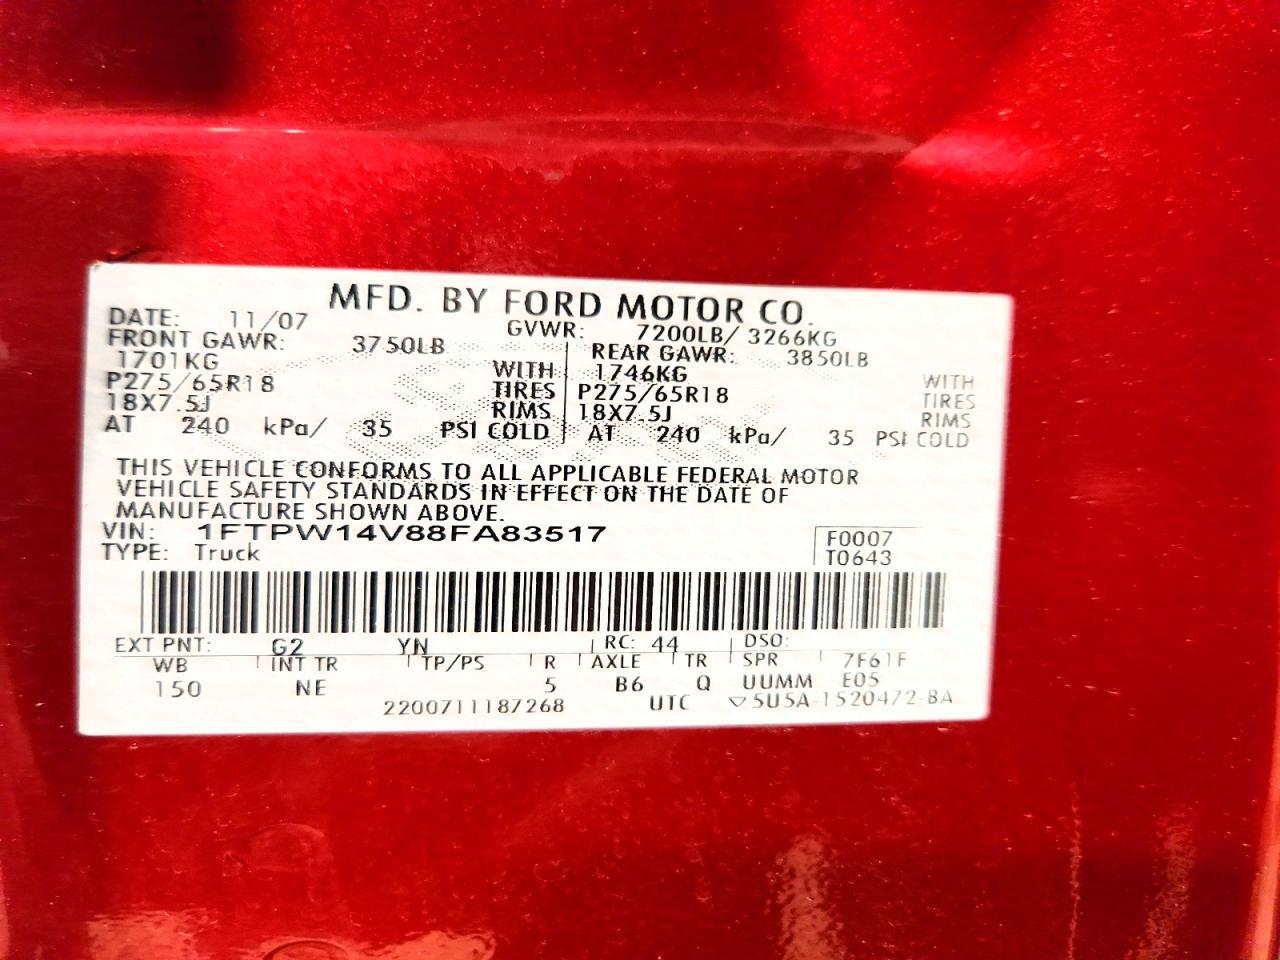 MFD. BY FORD MOTOR CO.
DATE: 11/07 GVWR: 7200LB/ 3266KG
FRONT GAWR: 3750LB REAR GAWR: 3850LB
1701KG WITH 1746KG WITH
P275/65R18 TIRES P275/65R18 TIRES
18X7.5J RIMS 18X7.5J RIMS
AT 240 kPa/ 35 PSI COLD AT 240 kPa/ 35 PSI COLD
THIS VEHICLE CONFORMS TO ALL APPLICABLE FEDERAL MOTOR
VEHICLE SAFETY STANDARDS IN EFFECT ON THE DATE OF
MANUFACTURE SHOWN ABOVE.
VIN: 1FTPW14V88FA83517 F0007
TYPE: Truck T0643
EXT PNT: G2 YN RC: 44 DSO:
WB INT TR TP/PS R AXLE TR SPR 7F61F
150 NE 5 B6 Q UUMM E05
2200711187268 UTC ▽5U5A-1520472-BA